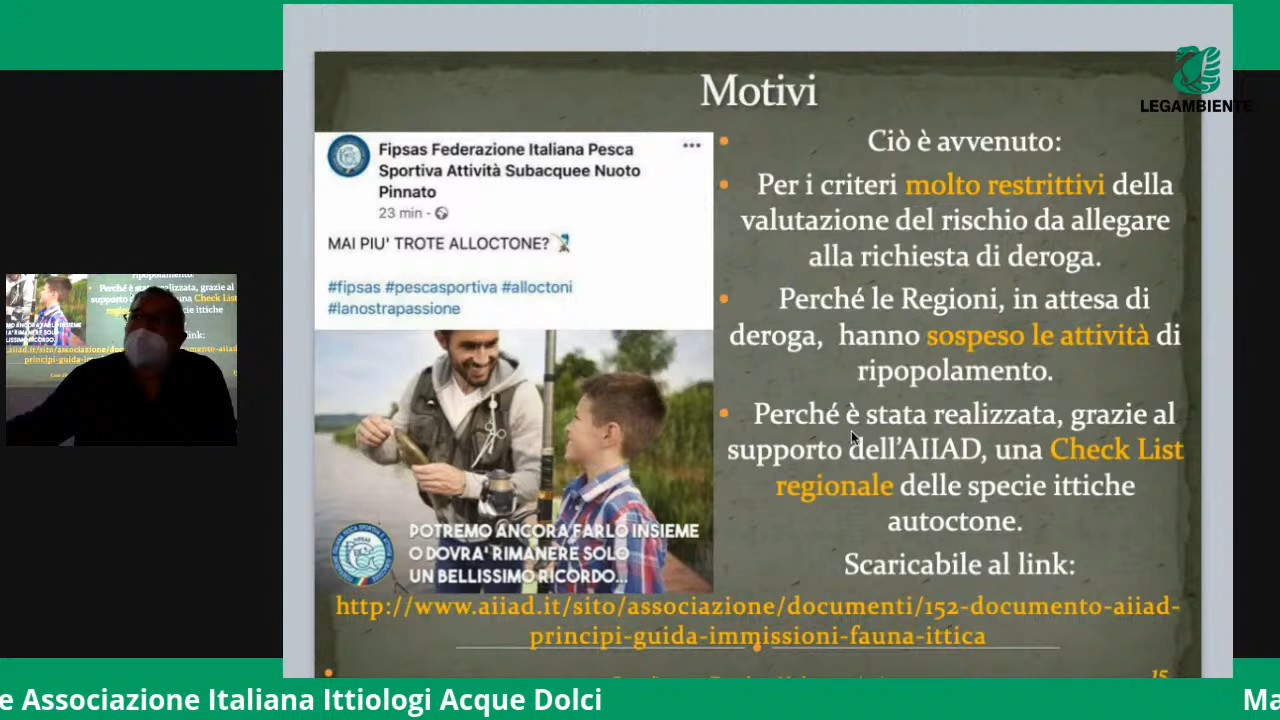 Motivi
LEGAMBIENTE
Fipsas Federazione Italiana Pesca
Sportiva Attività Subacquee Nuoto
Pinnato
23 min
MAI PIU' TROTE ALLOCTONE?
#fipsas #pescasportiva #alloctoni
#lanostrapassione
POTREMO ANCORA FARLO INSIEME
O DOVRA' RIMANERE SOLO
UN BELLISSIMO RICORDO...
Ciò è avvenuto:
Per i criteri molto restrittivi della
valutazione del rischio da allegare
alla richiesta di deroga.
Perché le Regioni, in attesa di
deroga, hanno sospeso le attività di
ripopolamento.
Perché è stata realizzata, grazie al
supporto dell'AIIAD, una Check List
regionale delle specie ittiche
autoctone.
Scaricabile al link:
http://www.aiiad.it/sito/associazione/documenti/152-documento-aiiad-
principi-guida-immissioni-fauna-ittica
15
e Associazione Italiana Ittiologi Acque Dolci
Ma